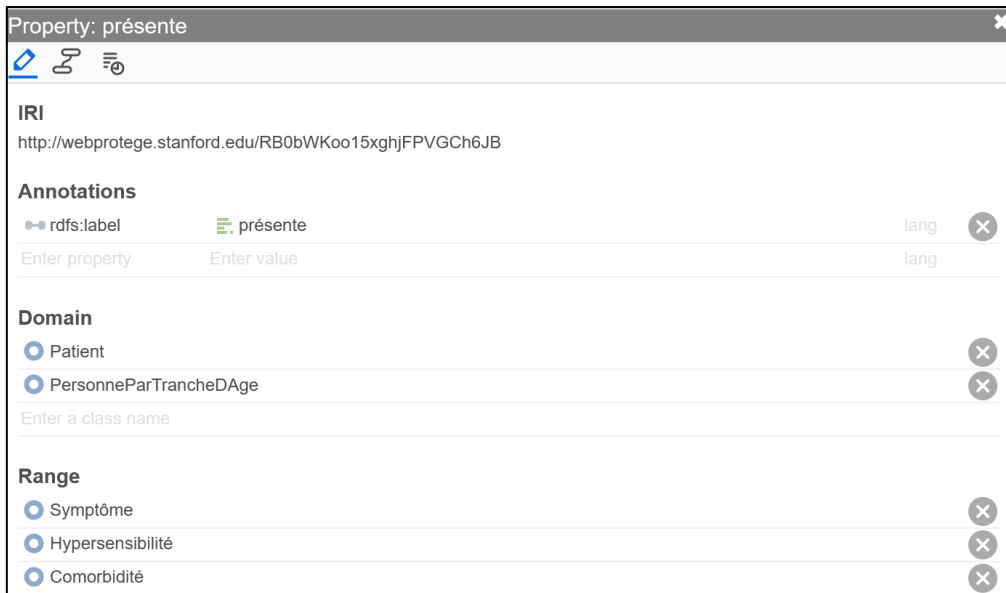 Property: présente
IRI
http://webprotege.stanford.edu/RB0bWKoo15xghjFPVGCh6JB
Annotations
rdfs:label présente lang
Enter property Enter value lang
Domain
Patient
PersonneParTrancheDAge
Enter a class name
Range
Symptôme
Hypersensibilité
Comorbidité